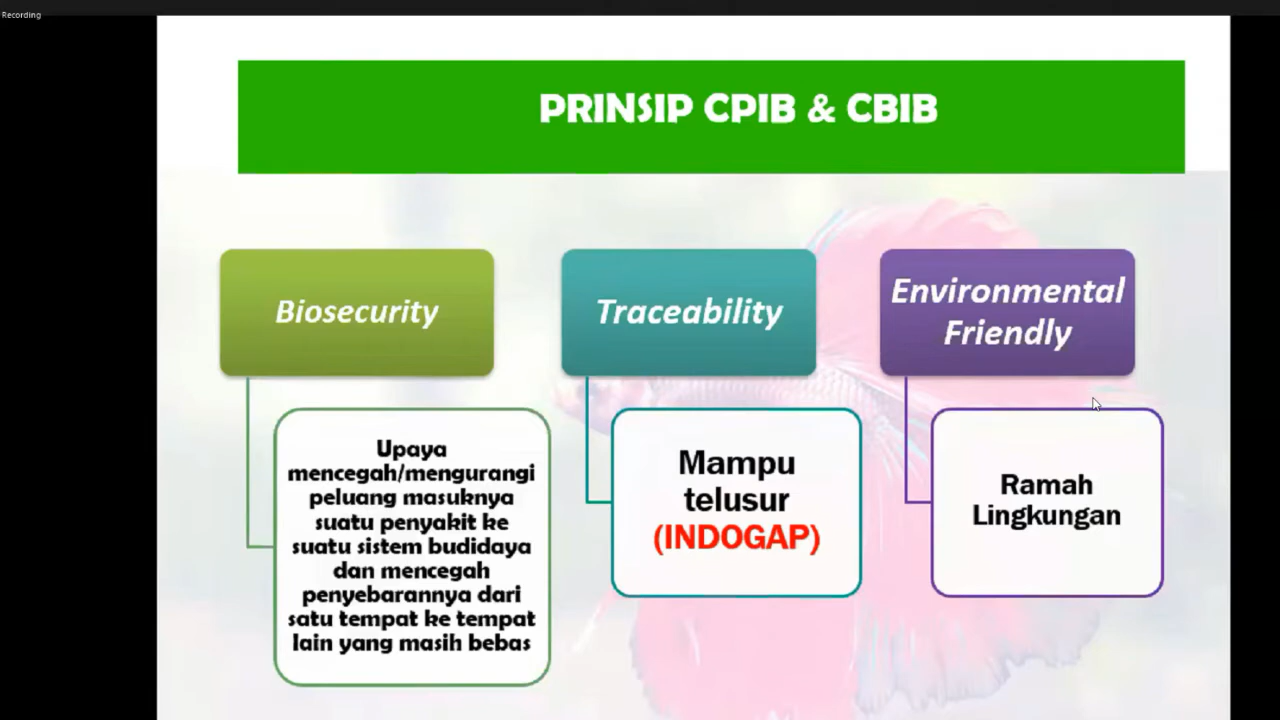 Recording
PRINSIP CPIB & CBIB
Biosecurity
Upaya
mencegah/mengurangi
peluang masuknya
suatu penyakit ke
suatu sistem budidaya
dan mencegah
penyebarannya dari
satu tempat ke tempat
lain yang masih bebas
Traceability
Mampu
telusur
(INDOGAP)
Environmental
Friendly
Ramah
Lingkungan